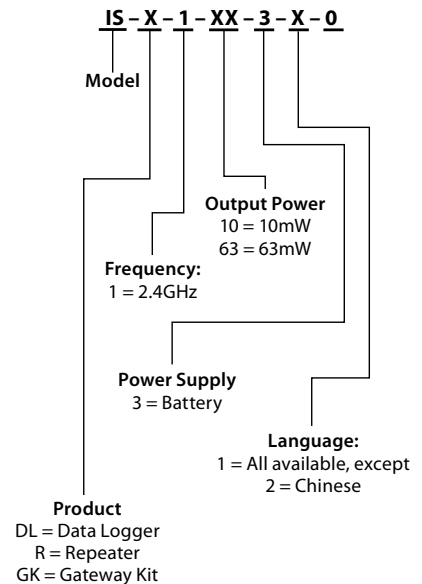 IS – X – 1 – XX – 3 – X – 0
Model
Output Power
10 = 10mW
63 = 63mW
Frequency:
1 = 2.4GHz
Power Supply
3 = Battery
Language:
1 = All available, except
2 = Chinese
Product
DL = Data Logger
R = Repeater
GK = Gateway Kit